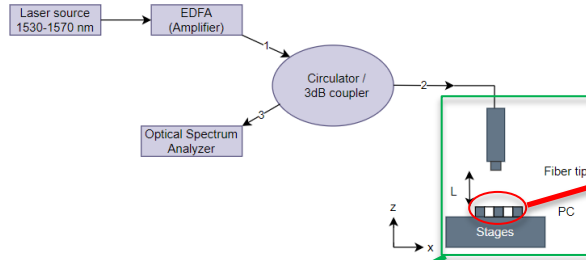 Laser source
1530-1570 nm
EDFA
(Amplifier)
1
Circulator /
3dB coupler
2
3
Optical Spectrum
Analyzer
Fiber tip
L
PC
z
Stages
x